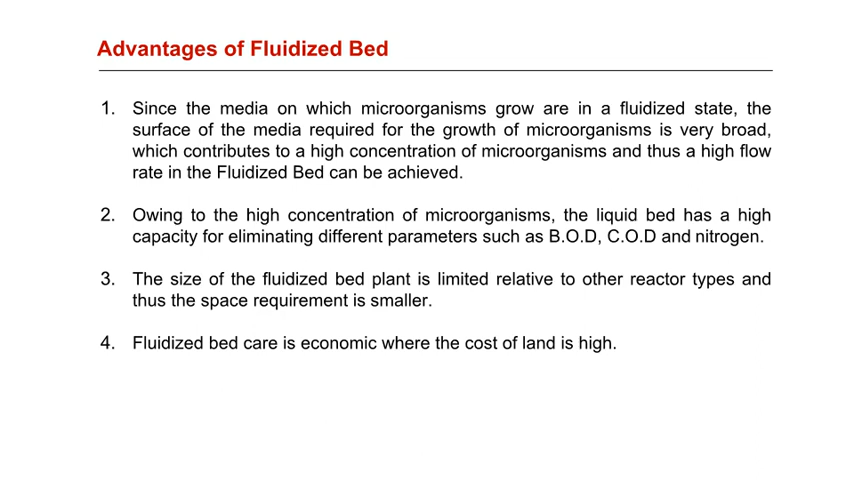 Advantages of Fluidized Bed
1. Since the media on which microorganisms grow are in a fluidized state, the
surface of the media required for the growth of microorganisms is very broad,
which contributes to a high concentration of microorganisms and thus a high flow
rate in the Fluidized Bed can be achieved.
2. Owing to the high concentration of microorganisms, the liquid bed has a high
capacity for eliminating different parameters such as B.O.D, C.O.D and nitrogen.
3. The size of the fluidized bed plant is limited relative to other reactor types and
thus the space requirement is smaller.
4. Fluidized bed care is economic where the cost of land is high.